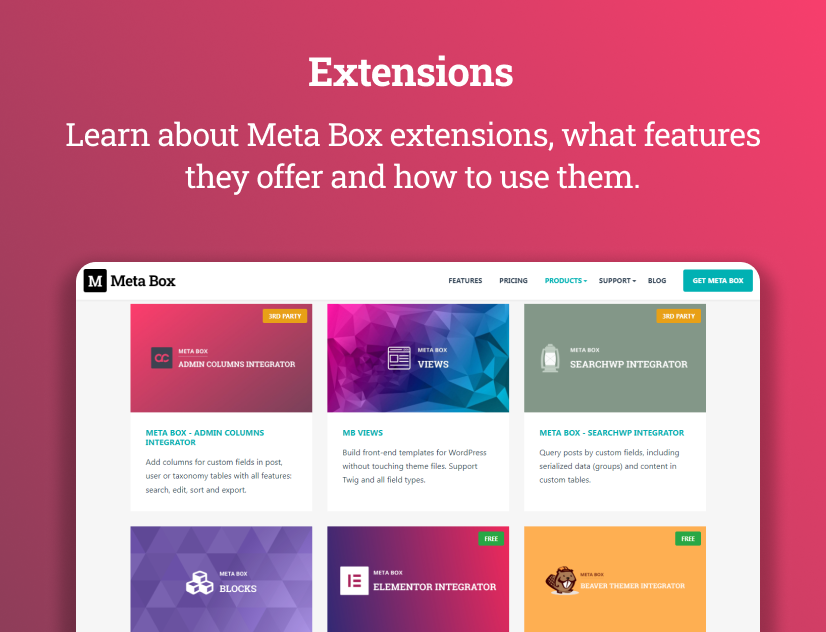 Extensions
Learn about Meta Box extensions, what features
they offer and how to use them.
M Meta Box
FEATURES PRICING PRODUCTS SUPPORT BLOG GET META BOX
3RD PARTY
META BOX
ADMIN COLUMNS INTEGRATOR
META BOX - ADMIN COLUMNS
INTEGRATOR
Add columns for custom fields in post,
user or taxonomy tables with all features:
search, edit, sort and export.
META BOX
VIEWS
MB VIEWS
Build front-end templates for WordPress
without touching theme files. Support
Twig and all field types.
3RD PARTY
META BOX
SEARCHWP INTEGRATOR
META BOX - SEARCHWP INTEGRATOR
Query posts by custom fields, including
serialized data (groups) and content in
custom tables.
META BOX
BLOCKS
FREE
META BOX
ELEMENTOR INTEGRATOR
FREE
META BOX
BEAVER THEMER INTEGRATOR